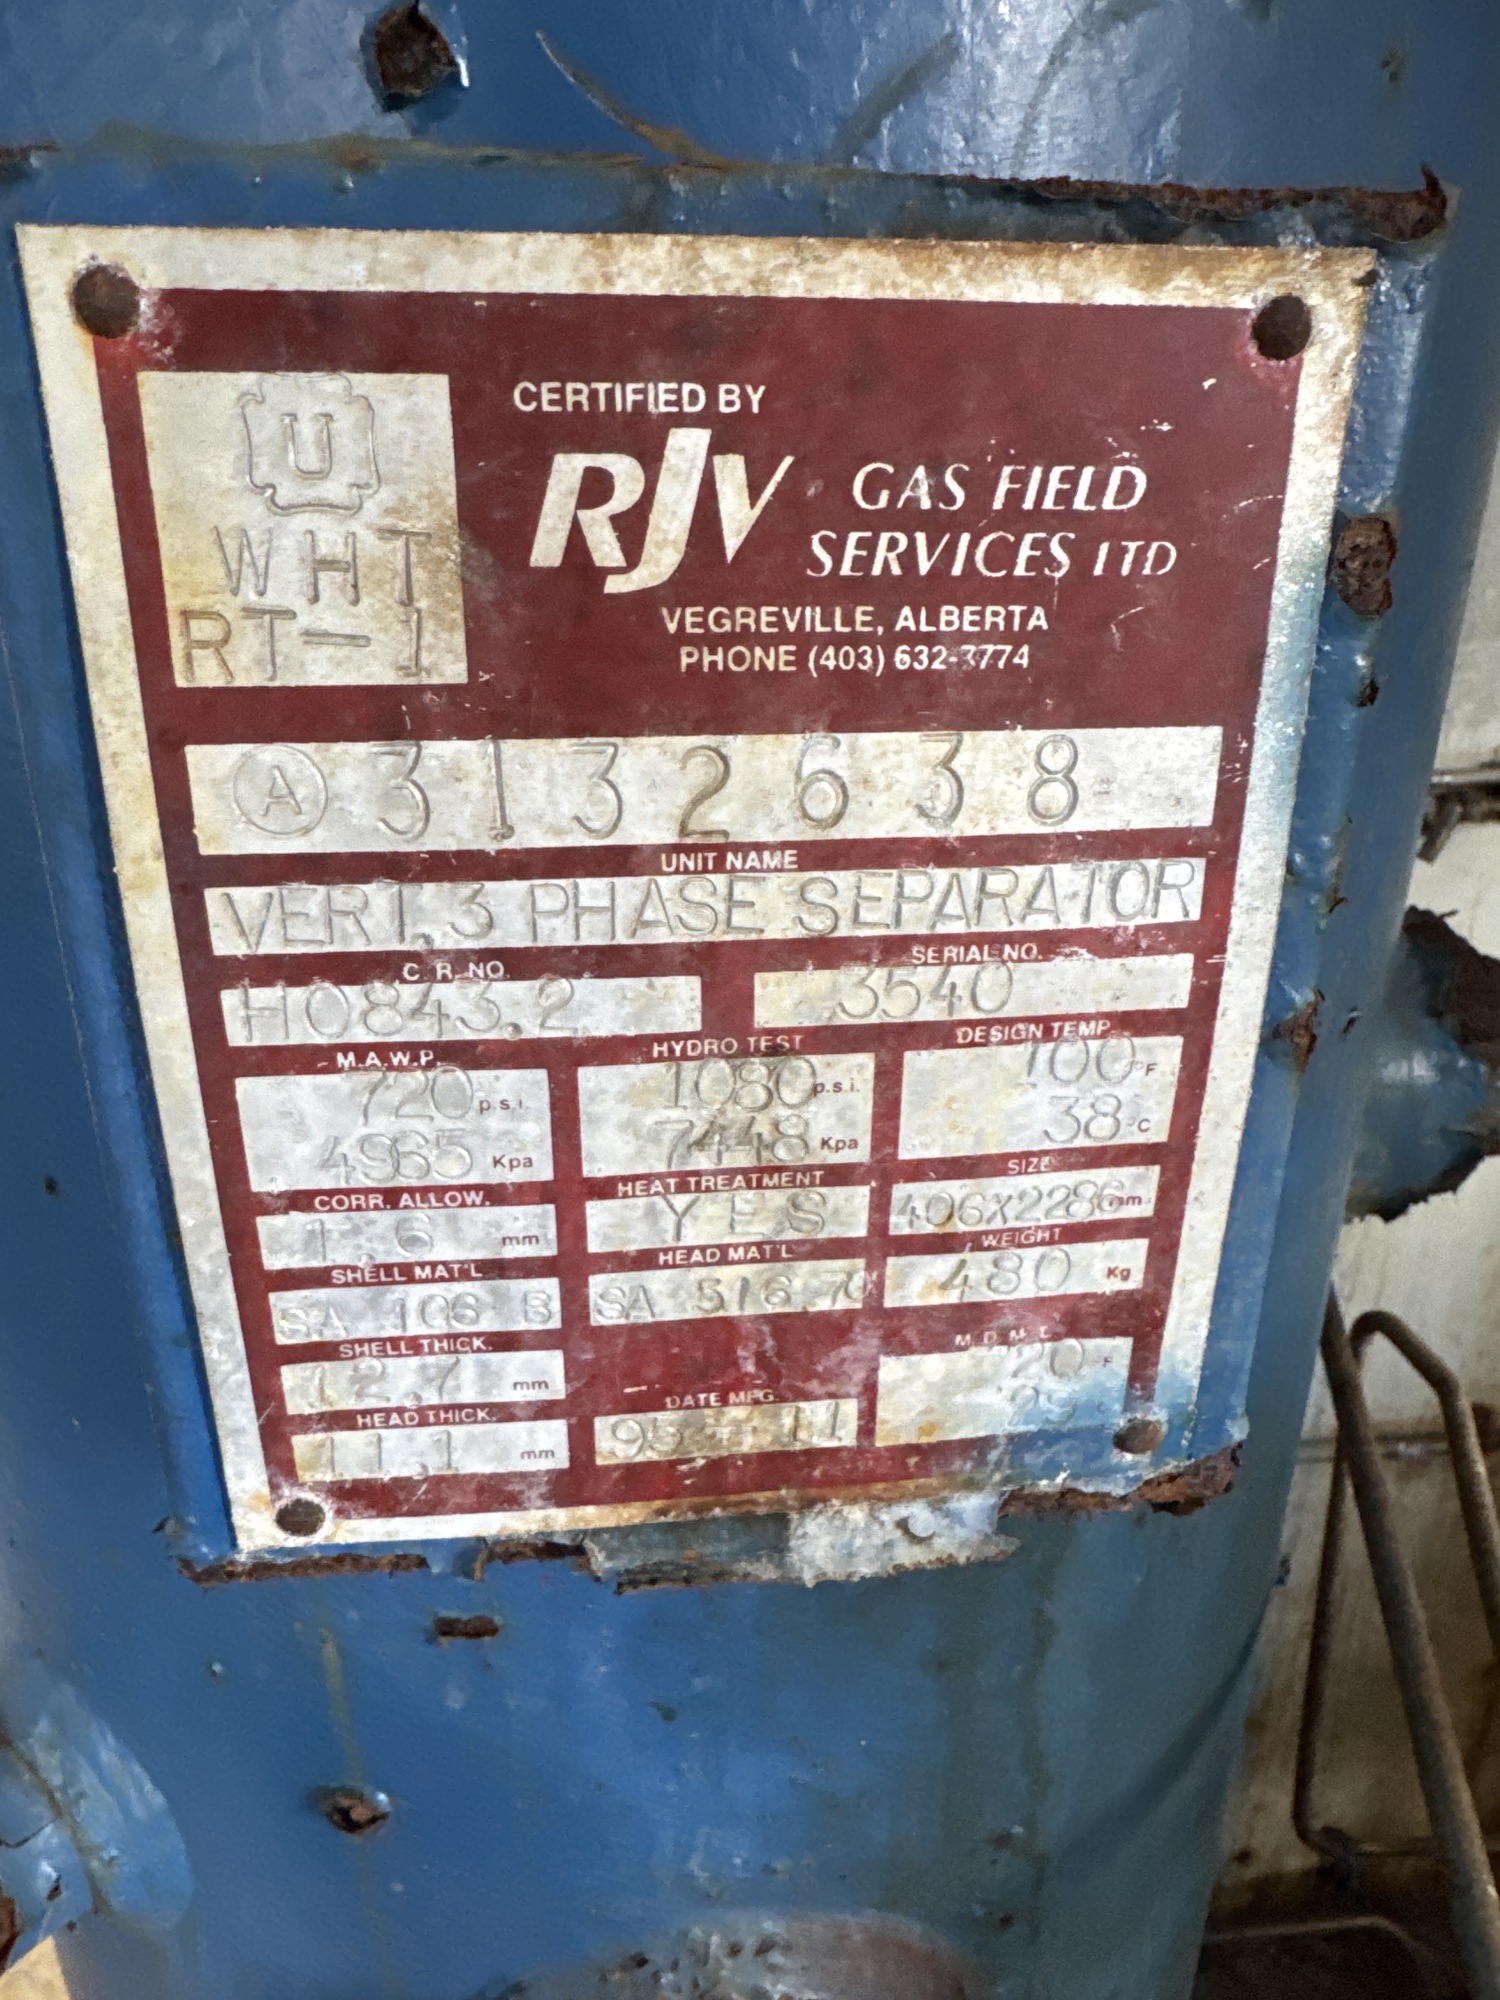 U
WHT
RT-1
CERTIFIED BY
RJV GAS FIELD
SERVICES LTD
VEGREVILLE, ALBERTA
PHONE (403) 632-3774
A 3132638
UNIT NAME
VERT. 3 PHASE SEPARATOR
C.R. NO.
H0843.2
SERIAL NO.
3540
M.A.W.P.
720 p.s.i.
4965 Kpa
HYDRO TEST
1080 p.s.i.
7448 Kpa
DESIGN TEMP.
100 °F
38 °C
CORR. ALLOW.
1.6 mm
HEAT TREATMENT
YES
SIZE
406X2286 mm
SHELL MAT'L
SA 106 B
HEAD MAT'L
SA 516.70
WEIGHT
480 Kg
SHELL THICK.
12.7 mm
HEAD THICK.
11.1 mm
DATE MFG.
95-11
20 F
29